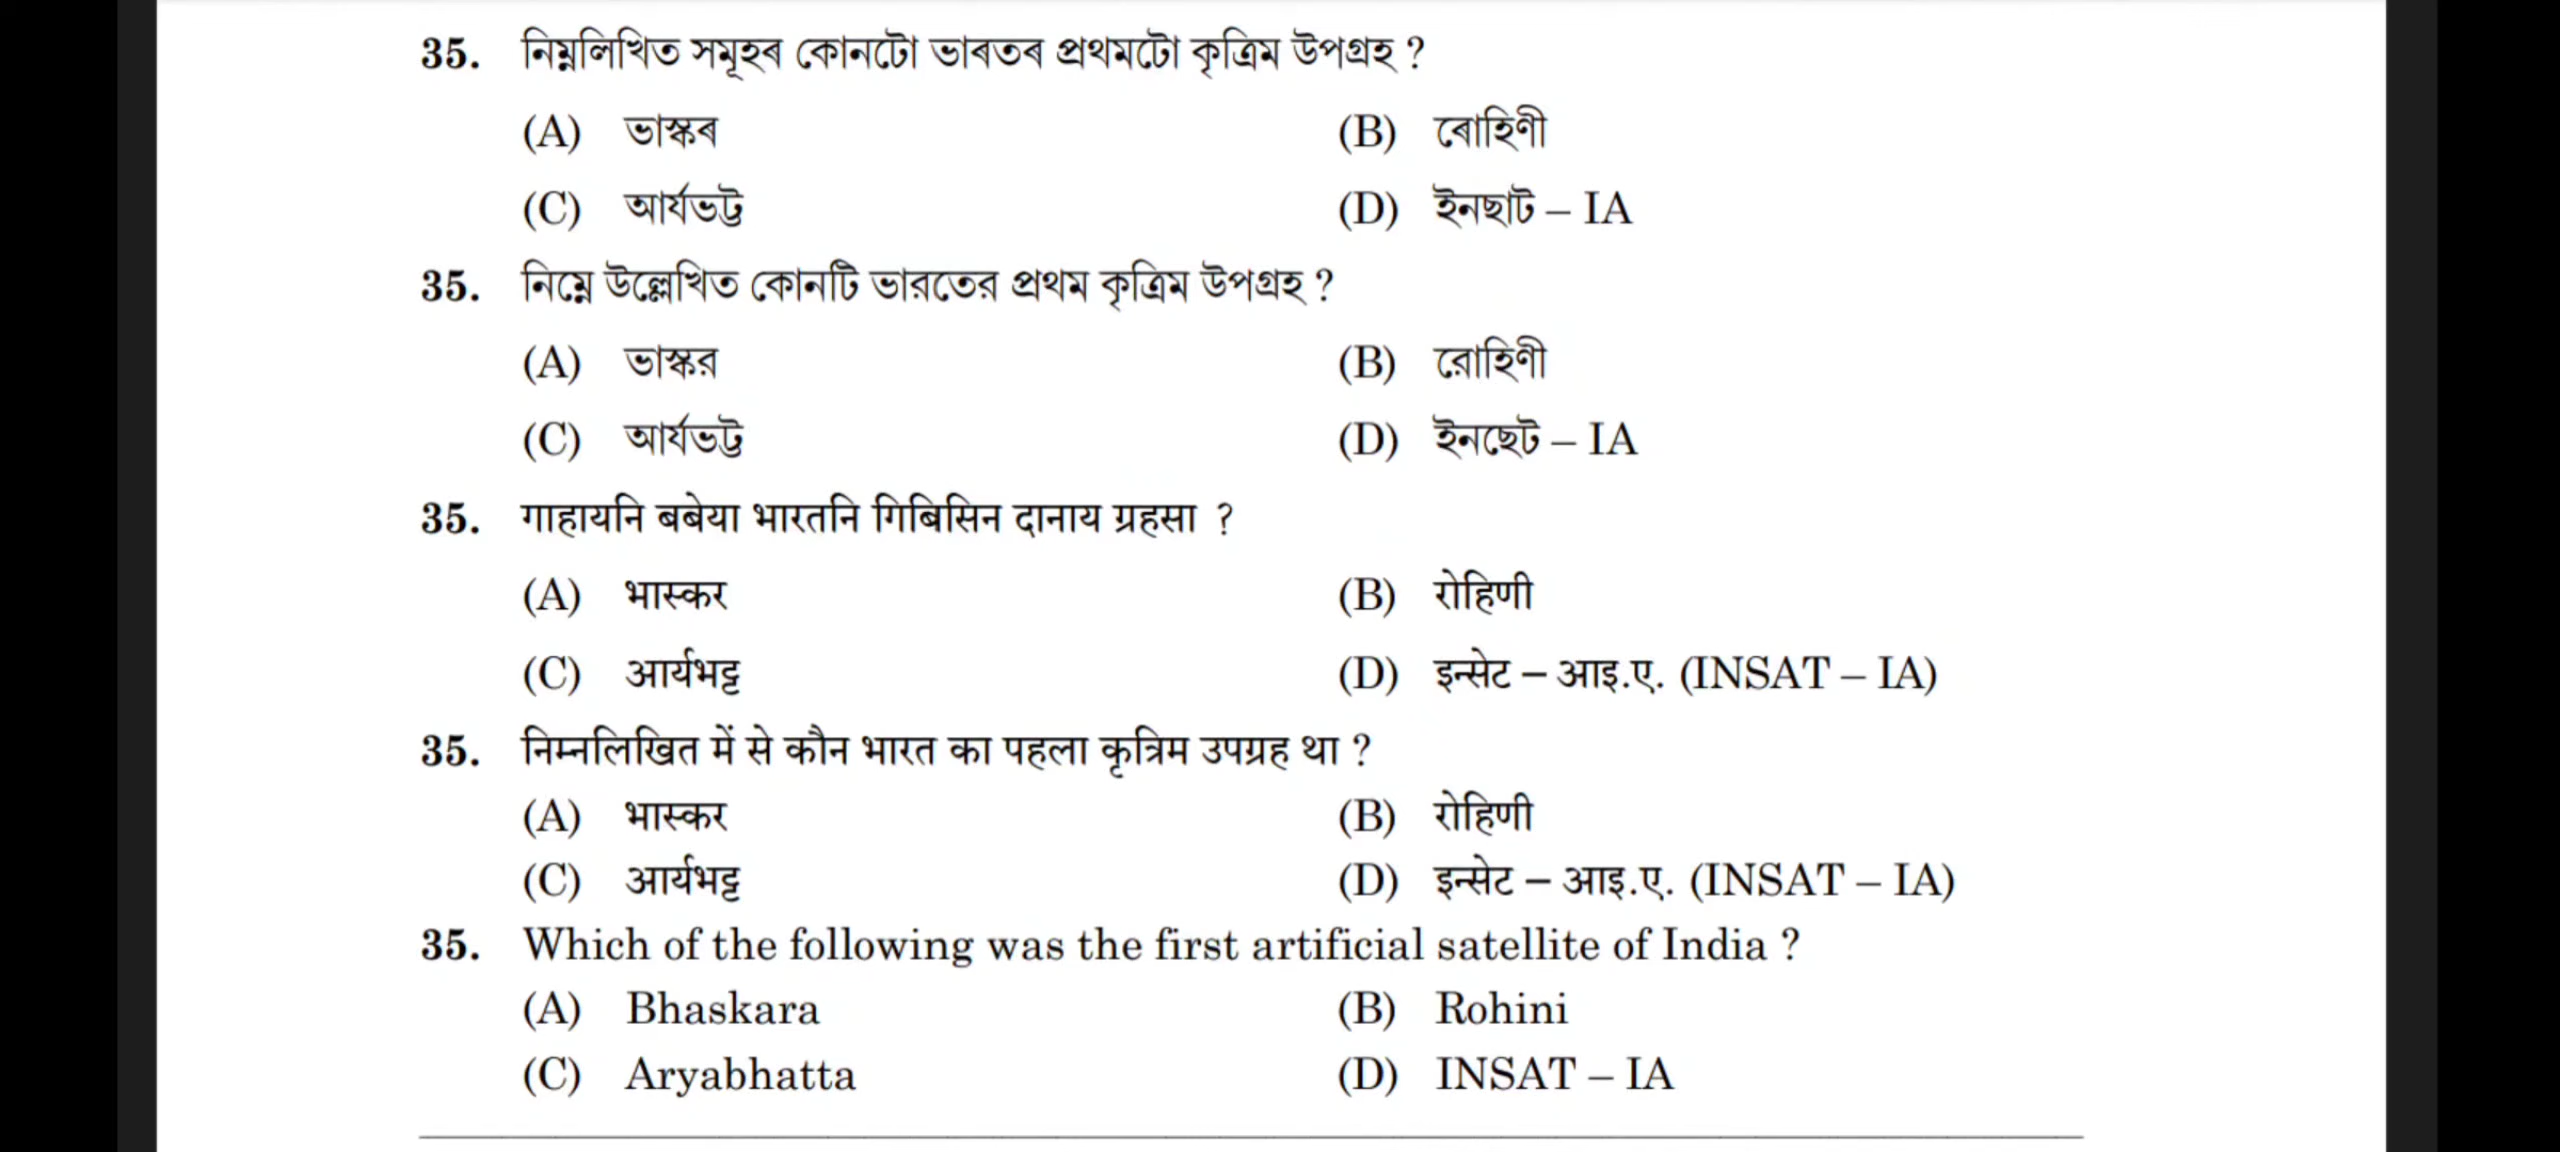 35. নিম্নলিখিত সমূহৰ কোনটো ভাৰতৰ প্ৰথমটো কৃত্ৰিম উপগ্ৰহ ?
(A) ভাস্কৰ (B) ৰোহিণী
(C) আৰ্যভট্ট (D) ইনছাট – IA
35. নিম্নে উল্লেখিত কোনটি ভারতের প্রথম কৃত্রিম উপগ্রহ ?
(A) ভাস্কর (B) রোহিণী
(C) আর্যভট্ট (D) ইনছেট – IA
35. गाहायनि बबेया भारतनि गिबिसिन दानाय ग्रहसा ?
(A) भास्कर (B) रोहिणी
(C) आर्यभट्ट (D) इन्सेट – आइ.ए. (INSAT – IA)
35. निम्नलिखित में से कौन भारत का पहला कृत्रिम उपग्रह था ?
(A) भास्कर (B) रोहिणी
(C) आर्यभट्ट (D) इन्सेट – आइ.ए. (INSAT – IA)
35. Which of the following was the first artificial satellite of India ?
(A) Bhaskara (B) Rohini
(C) Aryabhatta (D) INSAT – IA